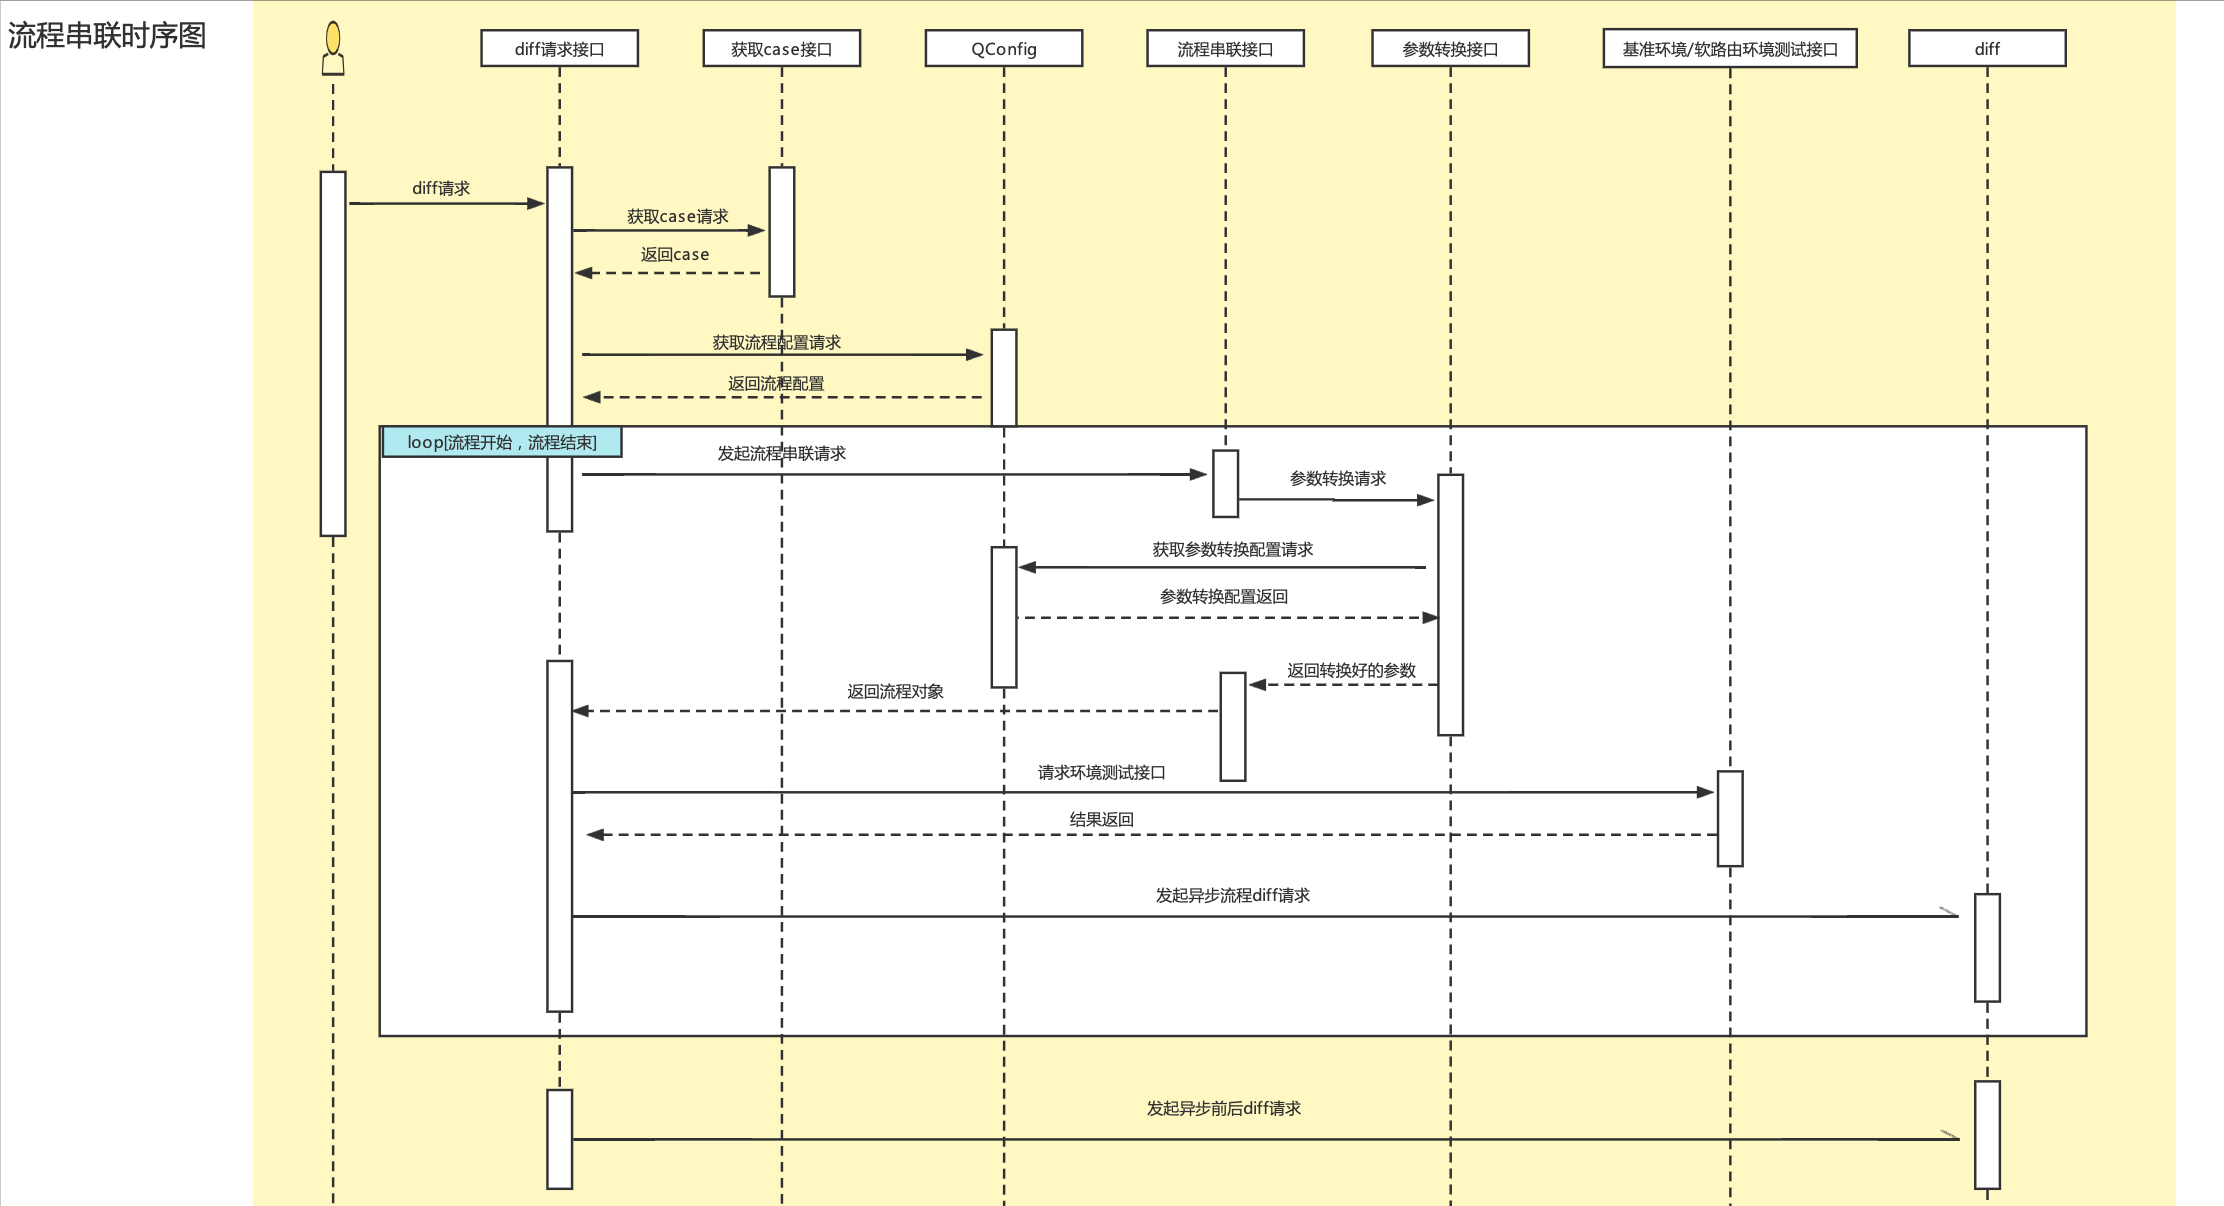 流程串联时序图
diff请求接口
获取case接口
QConfig
流程串联接口
参数转换接口
基准环境/软路由环境测试接口
diff
diff请求
获取case请求
返回case
获取流程配置请求
返回流程配置
loop[流程开始，流程结束]
发起流程串联请求
参数转换请求
获取参数转换配置请求
参数转换配置返回
返回转换好的参数
返回流程对象
请求环境测试接口
结果返回
发起异步流程diff请求
发起异步前后diff请求